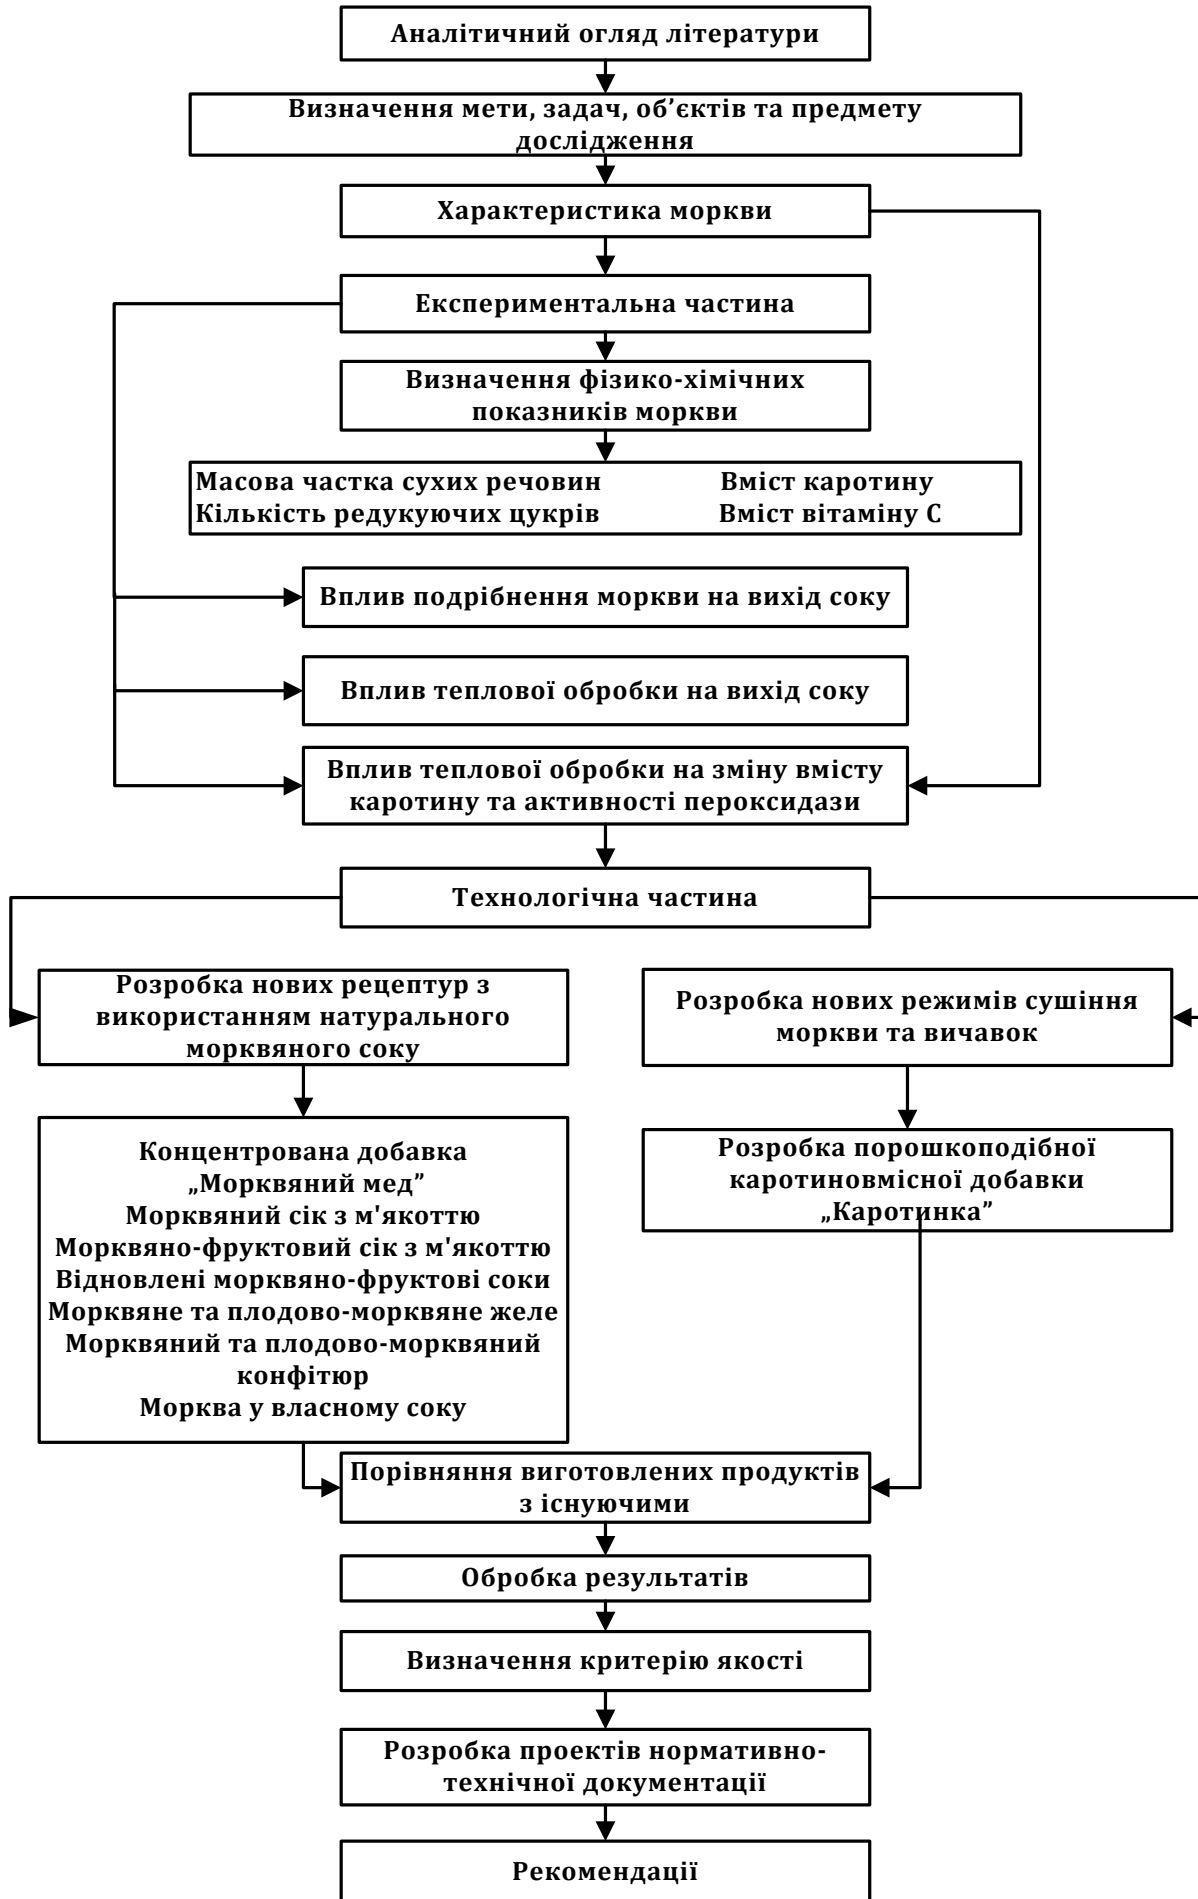 Аналітичний огляд літератури
Визначення мети, задач, об’єктів та предмету
дослідження
Характеристика моркви
Експериментальна частина
Визначення фізико-хімічних
показників моркви
Масова частка сухих речовин Вміст каротину
Кількість редукуючих цукрів Вміст вітаміну С
Вплив подрібнення моркви на вихід соку
Вплив теплової обробки на вихід соку
Вплив теплової обробки на зміну вмісту
каротину та активності пероксидази
Технологічна частина
Розробка нових рецептур з
використанням натурального
морквяного соку
Розробка нових режимів сушіння
моркви та вичавок
Концентрована добавка
„Морквяний мед”
Морквяний сік з м'якоттю
Морквяно-фруктовий сік з м'якоттю
Відновлені морквяно-фруктові соки
Морквяне та плодово-морквяне желе
Морквяний та плодово-морквяний
конфітюр
Морква у власному соку
Розробка порошкоподібної
каротиновмісної добавки
„Каротинка”
Порівняння виготовлених продуктів
з існуючими
Обробка результатів
Визначення критерію якості
Розробка проектів нормативно-
технічної документації
Рекомендації